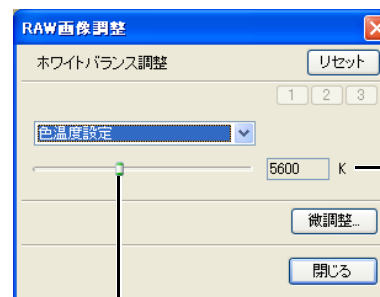 RAW画像調整
ホワイトバランス調整 リセット
1 2 3
色温度設定
5600 K
微調整...
閉じる